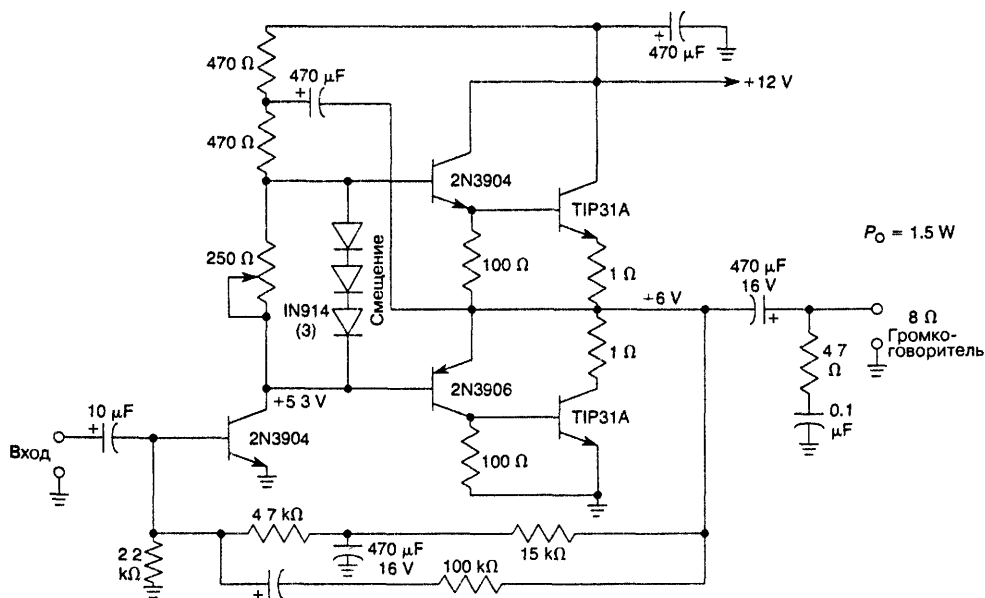 470 Ω
470 μF
+
470 Ω
+
470 μF
+12 V
2N3904
TIP31A
250 Ω
Смещение
IN914
(3)
100 Ω
1 Ω
+6 V
P₀ = 1.5 W
470 μF
16 V
+
8 Ω
Громко-
говоритель
4 7
Ω
0.1
μF
1 Ω
2N3906
TIP31A
100 Ω
+5 3 V
10 μF
+
Вход
2N3904
2 2
kΩ
4 7 kΩ
470 μF
16 V
15 kΩ
+
100 kΩ